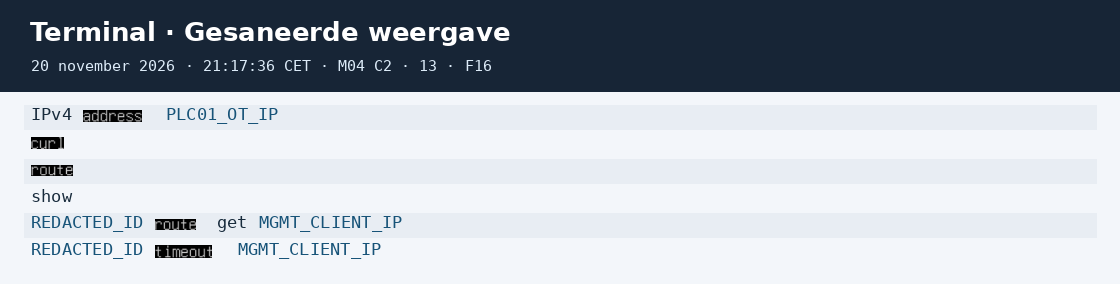 Terminal · Gesaneerde weergave
20 november 2026 · 21:17:36 CET · M04 C2 · 13 · F16
IPv4 address PLC01_OT_IP
curl
route
show
REDACTED_ID route get MGMT_CLIENT_IP
REDACTED_ID timeout MGMT_CLIENT_IP